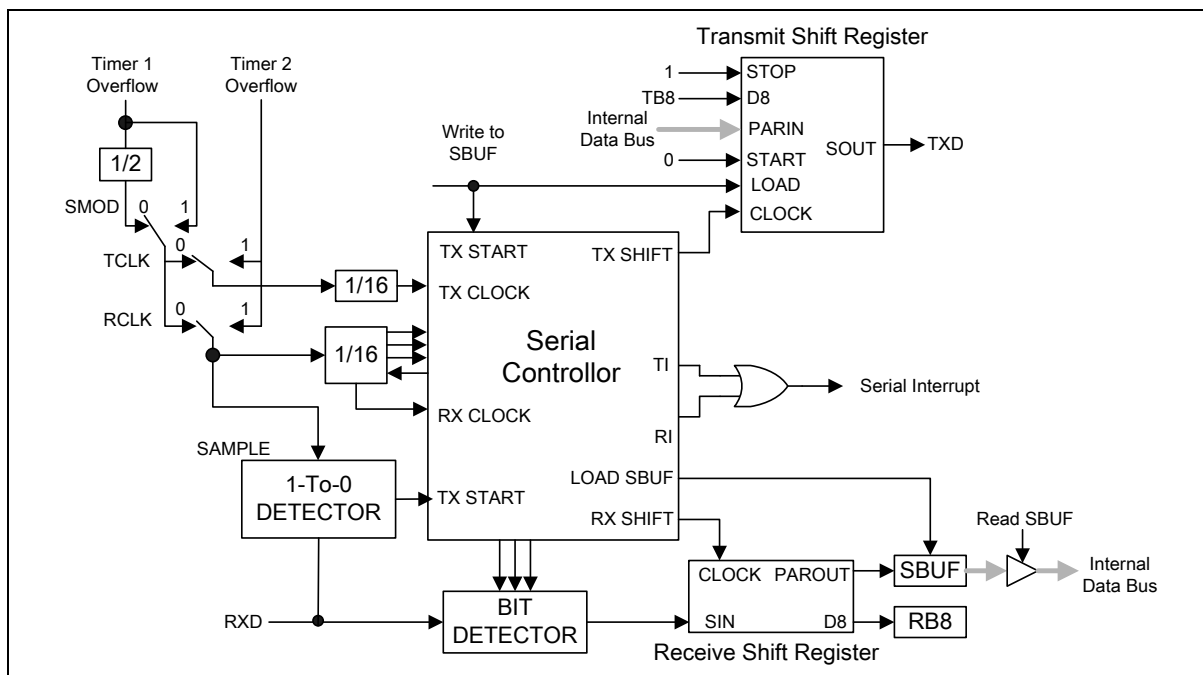 Transmit Shift Register
Timer 1
Overflow
Timer 2
Overflow
1
STOP
TB8
D8
Internal
Data Bus
PARIN
SOUT
TXD
0
START
LOAD
CLOCK
Write to
SBUF
1/2
SMOD
0
1
TCLK
0
1
RCLK
0
1
1/16
1/16
TX START
TX SHIFT
TX CLOCK
Serial
Controllor
TI
RI
Serial Interrupt
RX CLOCK
SAMPLE
1-To-0
DETECTOR
TX START
LOAD SBUF
RX SHIFT
Read SBUF
CLOCK
PAROUT
SBUF
Internal
Data Bus
RXD
BIT
DETECTOR
SIN
D8
RB8
Receive Shift Register